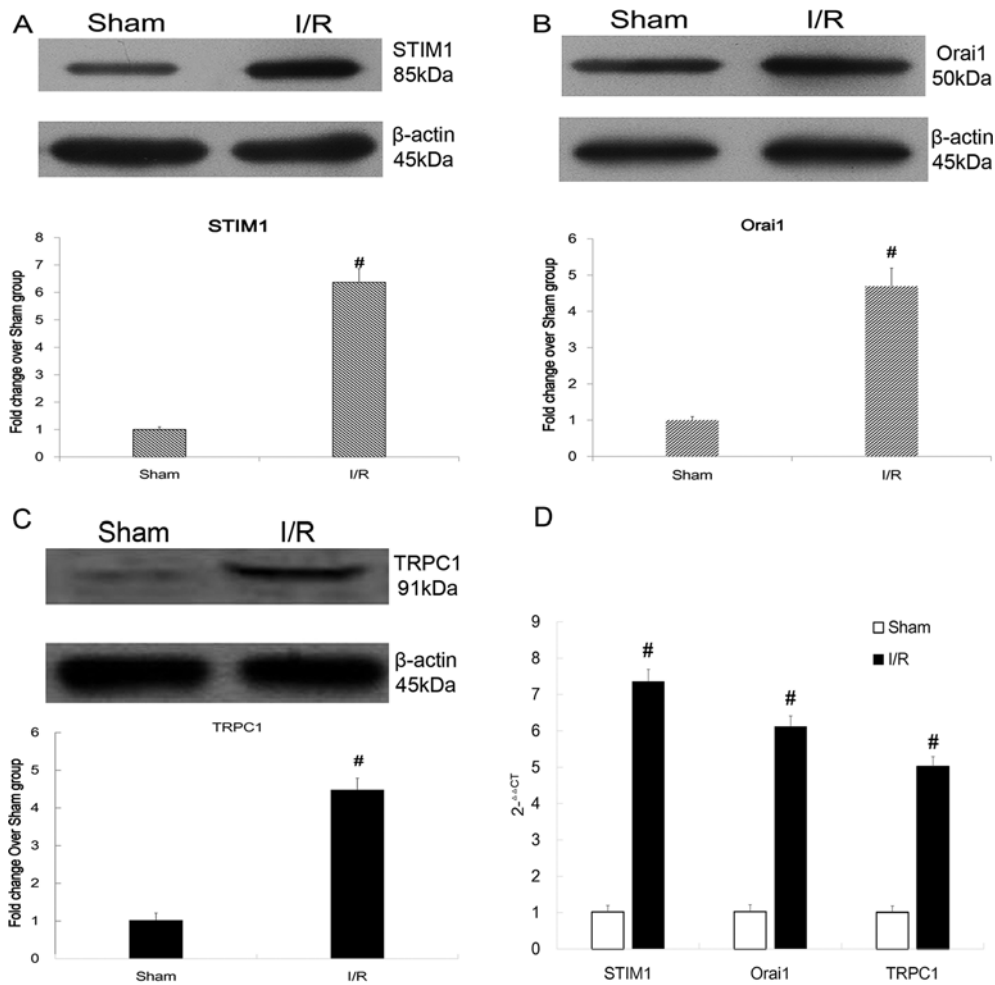 A
Sham
I/R
STIM1
85kDa
β-actin
45kDa
STIM1
Fold change over Sham group
8
7
6
5
4
3
2
1
0
#
Sham
I/R
B
Sham
I/R
Orai1
50kDa
β-actin
45kDa
Orai1
Fold change over Sham group
6
5
4
3
2
1
0
#
Sham
I/R
C
Sham
I/R
TRPC1
91kDa
β-actin
45kDa
TRPC1
Fold change Over Sham group
6
5
4
3
2
1
0
#
Sham
I/R
D
2-ΔΔCT
9
8
7
6
5
4
3
2
1
0
Sham
I/R
#
#
#
STIM1
Orai1
TRPC1